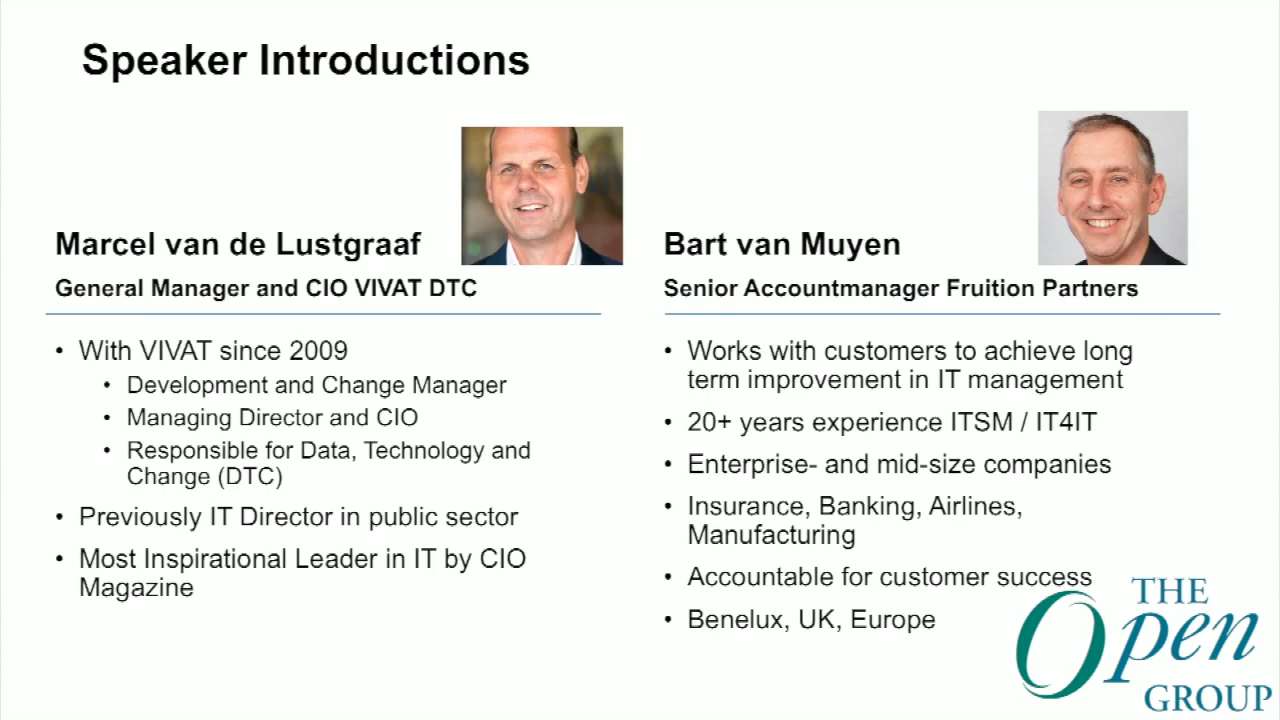 Speaker Introductions
Marcel van de Lustgraaf
General Manager and CIO VIVAT DTC
• With VIVAT since 2009
• Development and Change Manager
• Managing Director and CIO
• Responsible for Data, Technology and
Change (DTC)
• Previously IT Director in public sector
• Most Inspirational Leader in IT by CIO
Magazine
Bart van Muyen
Senior Accountmanager Fruition Partners
• Works with customers to achieve long
term improvement in IT management
• 20+ years experience ITSM / IT4IT
• Enterprise- and mid-size companies
• Insurance, Banking, Airlines,
Manufacturing
• Accountable for customer success
• Benelux, UK, Europe
THE
Open
GROUP